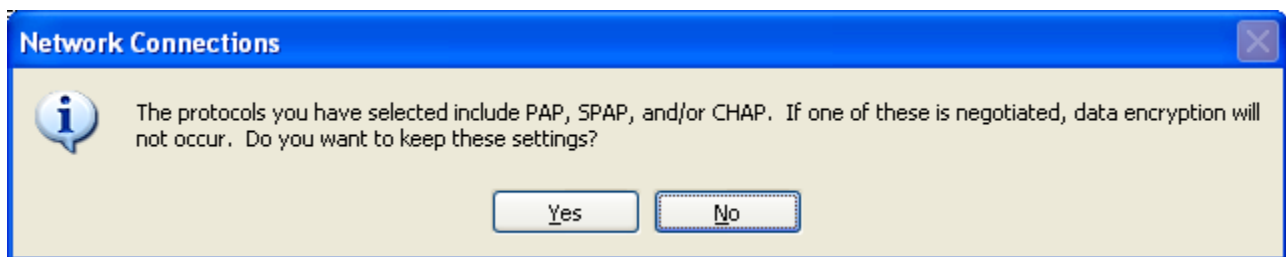 Network Connections
The protocols you have selected include PAP, SPAP, and/or CHAP. If one of these is negotiated, data encryption will
not occur. Do you want to keep these settings?
Yes
No